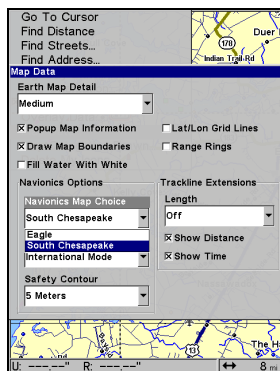 Go To Cursor
Find Distance
Find Streets...
Find Address...
178
Duer
Indian Trail Rd
Map Data
Earth Map Detail
Medium
Popup Map Information
Lat/Lon Grid Lines
Draw Map Boundaries
Range Rings
Fill Water With White
Navionics Options
Trackline Extensions
Navionics Map Choice
Length
South Chesapeake
Off
Eagle
South Chesapeake
Show Distance
International Mode
Show Time
Safety Contour
5 Meters
13
The H
U: ---.--" R: ---.--" ↔ 8